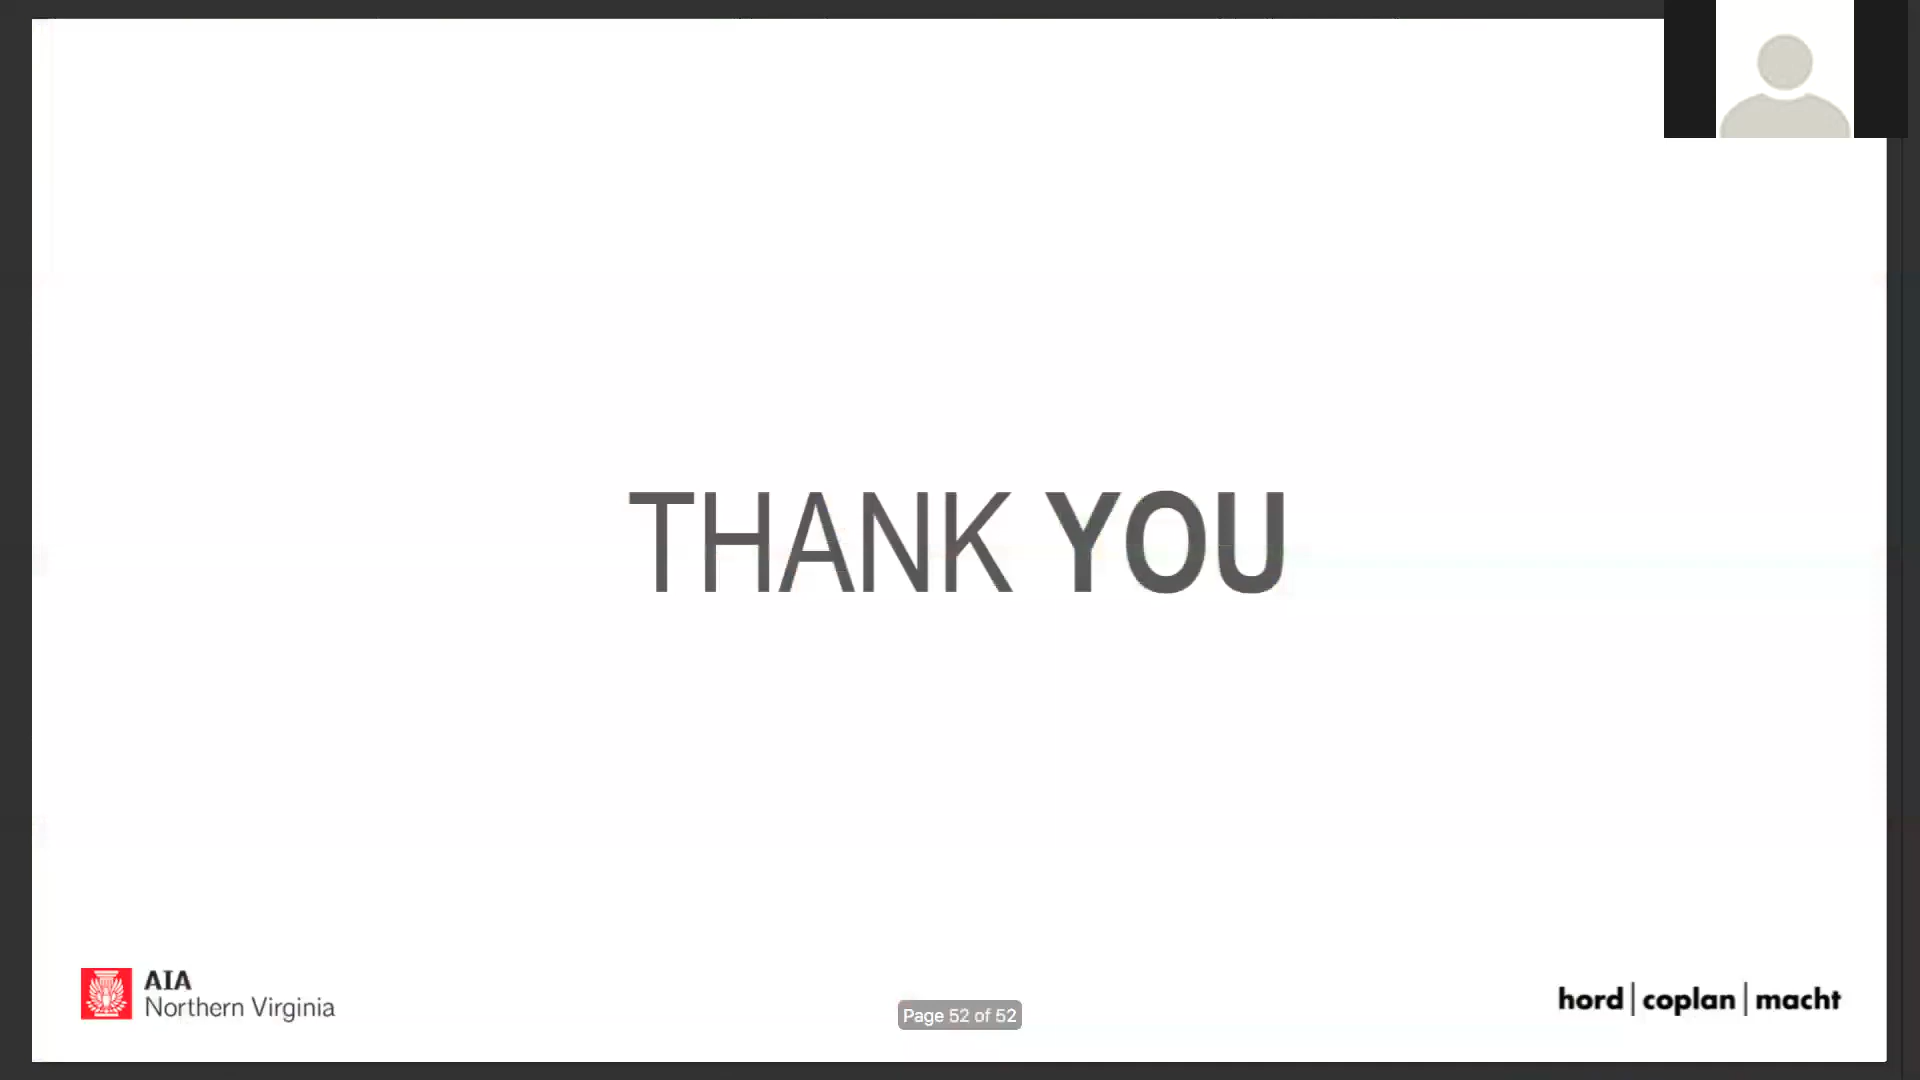 THANK YOU
AIA
Northern Virginia
Page 52 of 52
hord|coplan|macht